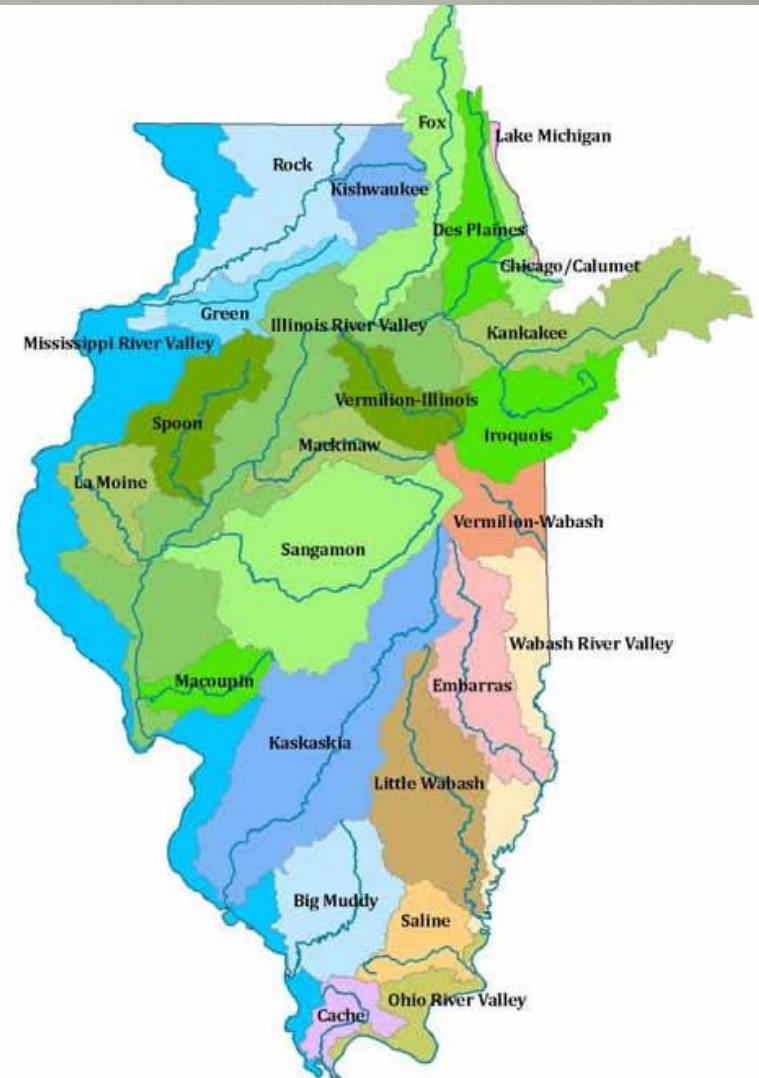 Fox
Lake Michigan
Rock
Kishwaukee
Des Plaines
Chicago/Calumet
Green
Illinois River Valley
Kankakee
Mississippi River Valley
Vermilion-Illinois
Spoon
Iroquois
Mackinaw
La Moine
Vermilion-Wabash
Sangamon
Wabash River Valley
Macoupin
Embarras
Kaskaskia
Little Wabash
Big Muddy
Saline
Ohio River Valley
Cache